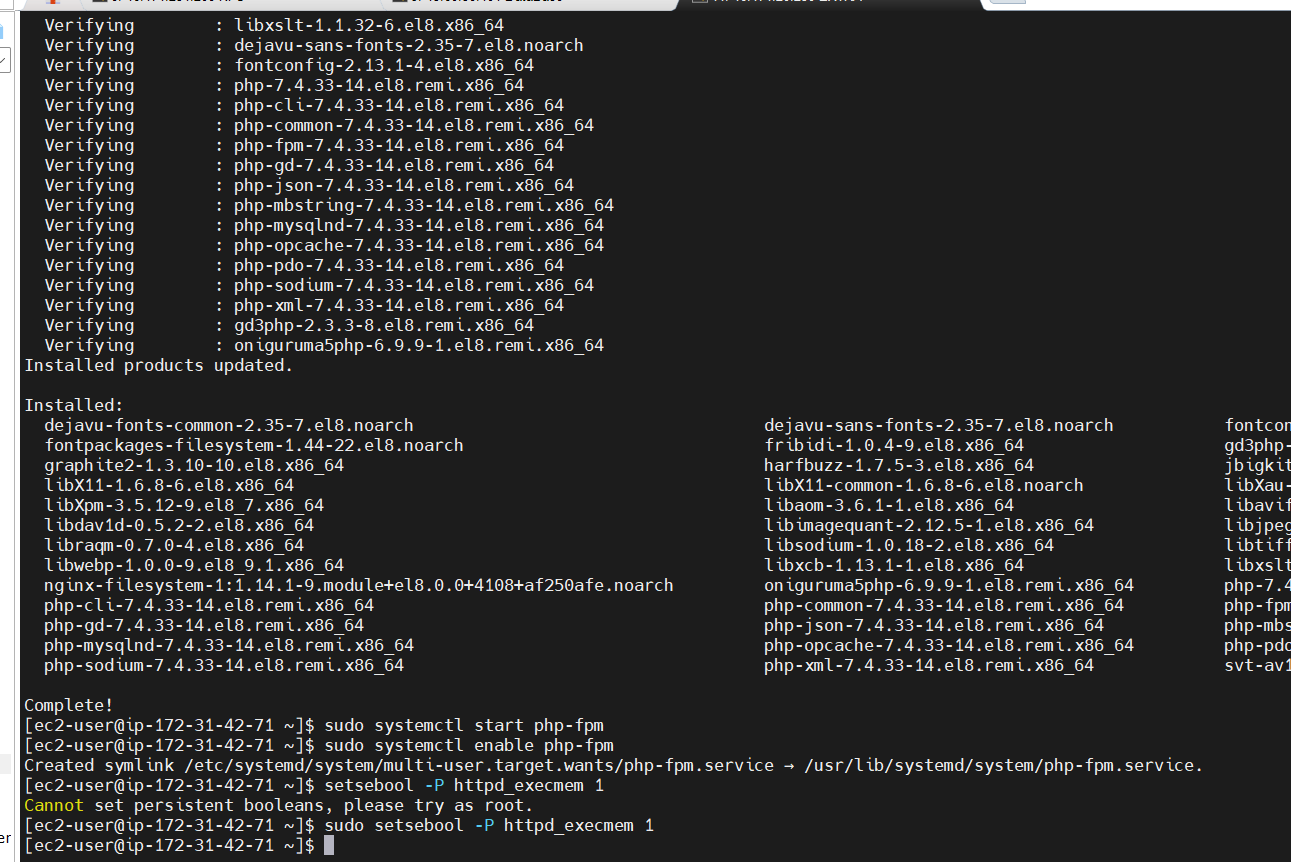 Verifying : libxslt-1.1.32-6.el8.x86_64
Verifying : dejavu-sans-fonts-2.35-7.el8.noarch
Verifying : fontconfig-2.13.1-4.el8.x86_64
Verifying : php-7.4.33-14.el8.remi.x86_64
Verifying : php-cli-7.4.33-14.el8.remi.x86_64
Verifying : php-common-7.4.33-14.el8.remi.x86_64
Verifying : php-fpm-7.4.33-14.el8.remi.x86_64
Verifying : php-gd-7.4.33-14.el8.remi.x86_64
Verifying : php-json-7.4.33-14.el8.remi.x86_64
Verifying : php-mbstring-7.4.33-14.el8.remi.x86_64
Verifying : php-mysqlnd-7.4.33-14.el8.remi.x86_64
Verifying : php-opcache-7.4.33-14.el8.remi.x86_64
Verifying : php-pdo-7.4.33-14.el8.remi.x86_64
Verifying : php-sodium-7.4.33-14.el8.remi.x86_64
Verifying : php-xml-7.4.33-14.el8.remi.x86_64
Verifying : gd3php-2.3.3-8.el8.remi.x86_64
Verifying : oniguruma5php-6.9.9-1.el8.remi.x86_64
Installed products updated.
Installed:
dejavu-fonts-common-2.35-7.el8.noarch dejavu-sans-fonts-2.35-7.el8.noarch fontcon
fontpackages-filesystem-1.44-22.el8.noarch fribidi-1.0.4-9.el8.x86_64 gd3php-
graphite2-1.3.10-10.el8.x86_64 harfbuzz-1.7.5-3.el8.x86_64 jbigkit
libX11-1.6.8-6.el8.x86_64 libX11-common-1.6.8-6.el8.noarch libXau-
libXpm-3.5.12-9.el8_7.x86_64 libaom-3.6.1-1.el8.x86_64 libavif
libdav1d-0.5.2-2.el8.x86_64 libimagequant-2.12.5-1.el8.x86_64 libjpeg
libraqm-0.7.0-4.el8.x86_64 libsodium-1.0.18-2.el8.x86_64 libtiff
libwebp-1.0.0-9.el8_9.1.x86_64 libxcb-1.13.1-1.el8.x86_64 libxslt
nginx-filesystem-1:1.14.1-9.module+el8.0.0+4108+af250afe.noarch oniguruma5php-6.9.9-1.el8.remi.x86_64 php-7.4
php-cli-7.4.33-14.el8.remi.x86_64 php-common-7.4.33-14.el8.remi.x86_64 php-fpm
php-gd-7.4.33-14.el8.remi.x86_64 php-json-7.4.33-14.el8.remi.x86_64 php-mbs
php-mysqlnd-7.4.33-14.el8.remi.x86_64 php-opcache-7.4.33-14.el8.remi.x86_64 php-pdo
php-sodium-7.4.33-14.el8.remi.x86_64 php-xml-7.4.33-14.el8.remi.x86_64 svt-av1
Complete!
[ec2-user@ip-172-31-42-71 ~]$ sudo systemctl start php-fpm
[ec2-user@ip-172-31-42-71 ~]$ sudo systemctl enable php-fpm
Created symlink /etc/systemd/system/multi-user.target.wants/php-fpm.service → /usr/lib/systemd/system/php-fpm.service.
[ec2-user@ip-172-31-42-71 ~]$ setsebool -P httpd_execmem 1
Cannot set persistent booleans, please try as root.
[ec2-user@ip-172-31-42-71 ~]$ sudo setsebool -P httpd_execmem 1
er
[ec2-user@ip-172-31-42-71 ~]$